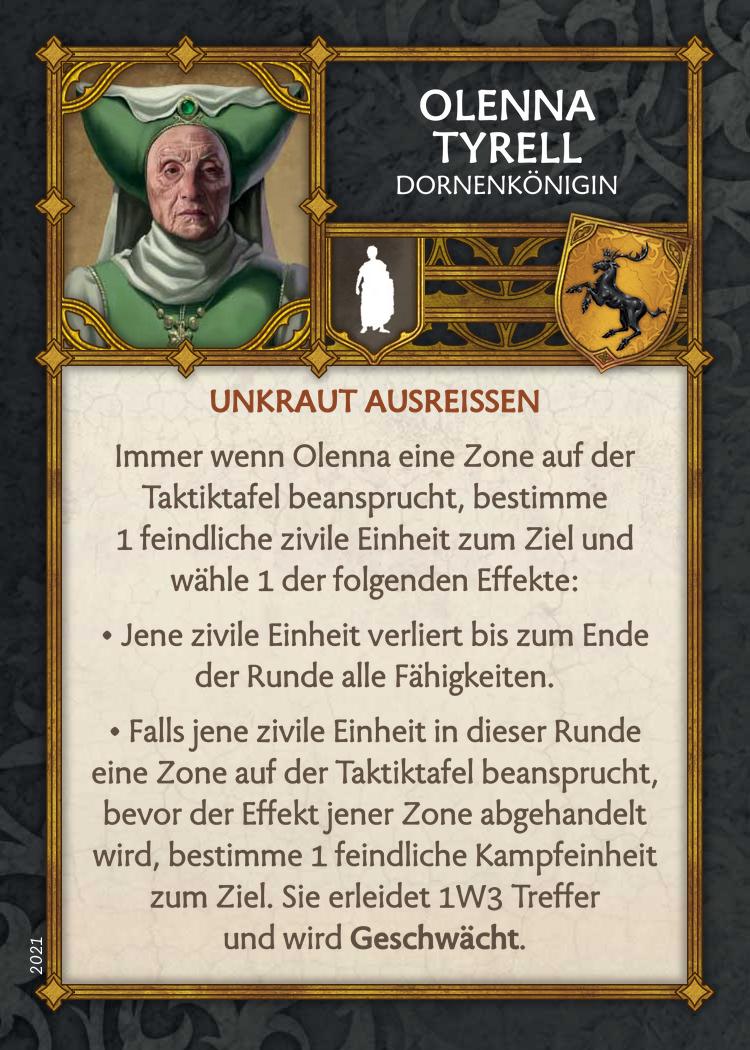 OLENNA
TYRELL
DORNENKÖNIGIN
UNKRAUT AUSREISSEN
Immer wenn Olenna eine Zone auf der
Taktiktafel beansprucht, bestimme
1 feindliche zivile Einheit zum Ziel und
wähle 1 der folgenden Effekte:
• Jene zivile Einheit verliert bis zum Ende
der Runde alle Fähigkeiten.
• Falls jene zivile Einheit in dieser Runde
eine Zone auf der Taktiktafel beansprucht,
bevor der Effekt jener Zone abgehandelt
wird, bestimme 1 feindliche Kampfeinheit
zum Ziel. Sie erleidet 1W3 Treffer
und wird Geschwächt.
2021